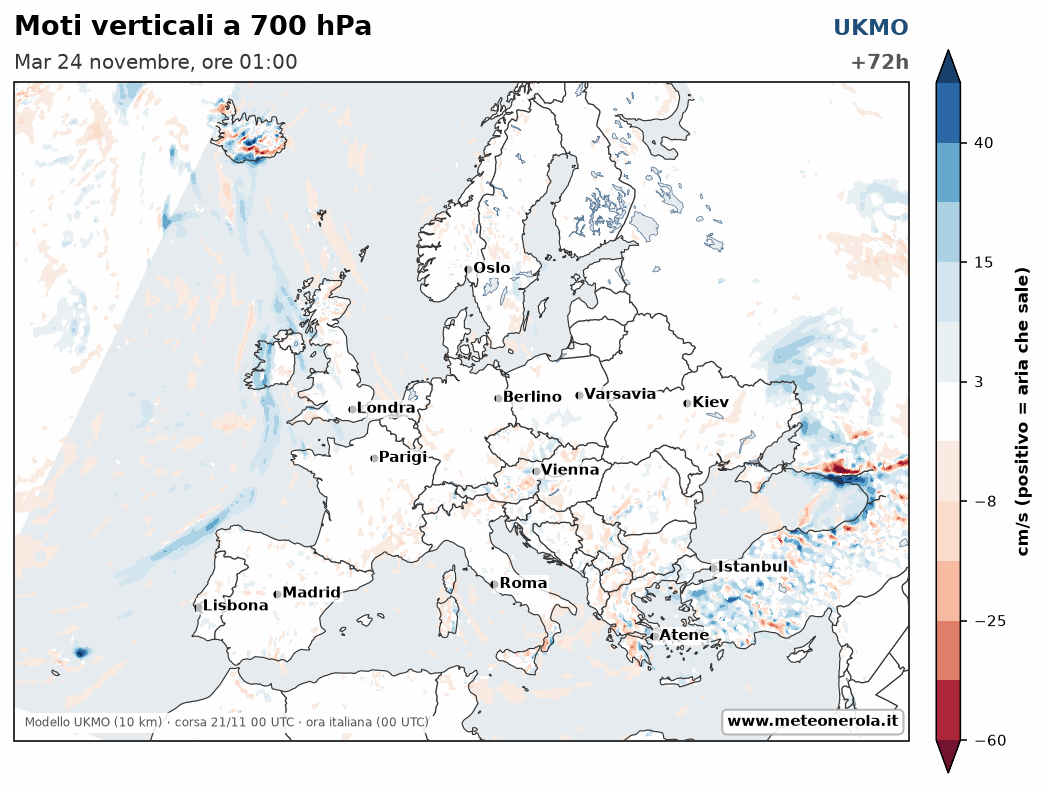 Moti verticali a 700 hPa
UKMO
Mar 24 novembre, ore 01:00
+72h
40
15
3
−8
−25
−60
cm/s (positivo = aria che sale)
Oslo
Berlino
Varsavia
Kiev
Londra
Parigi
Vienna
Istanbul
Roma
Madrid
Lisbona
Atene
Modello UKMO (10 km) · corsa 21/11 00 UTC · ora italiana (00 UTC)
www.meteonerola.it